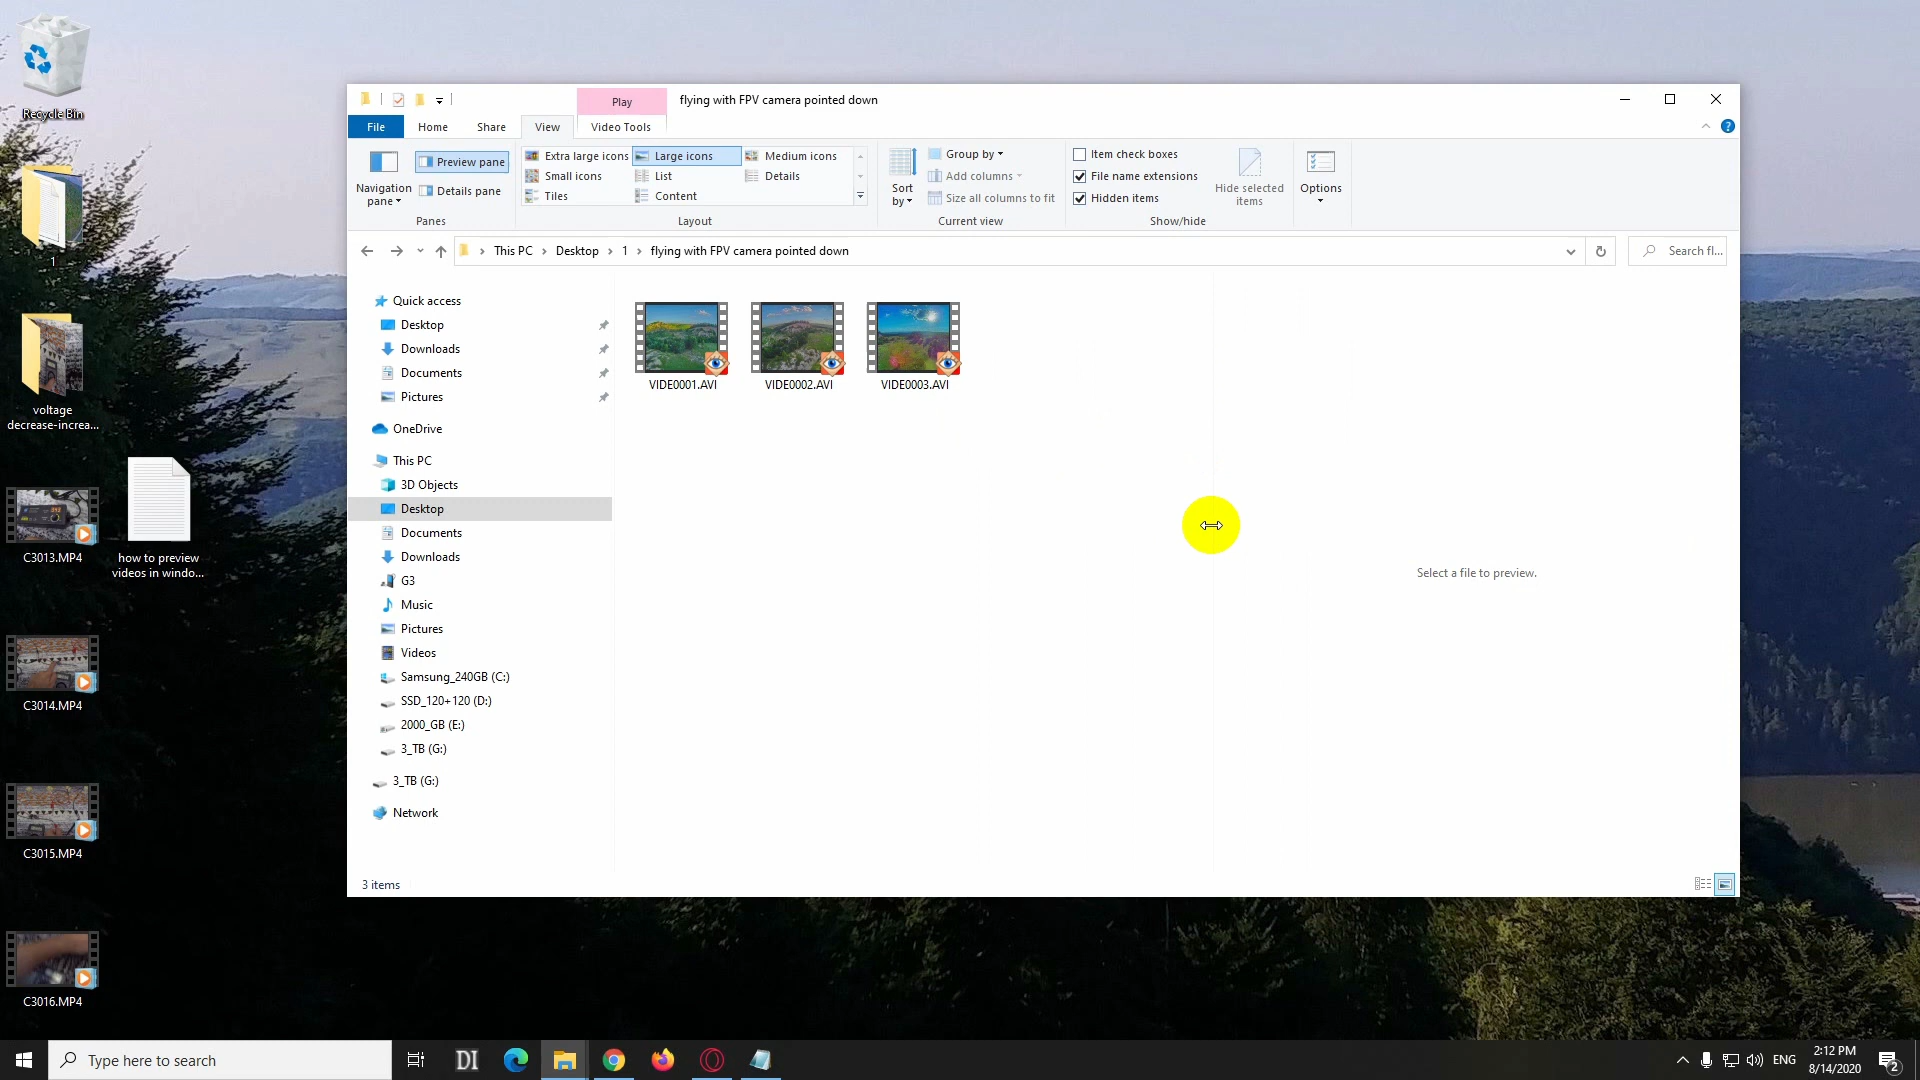 Recycle Bin
1
voltage
decrease-increa...
C3013.MP4
how to preview
videos in windo...
C3014.MP4
C3015.MP4
C3016.MP4
Play
flying with FPV camera pointed down
File
Home
Share
View
Video Tools
Navigation
pane
Preview pane
Details pane
Panes
Extra large icons
Large icons
Medium icons
Small icons
List
Details
Tiles
Content
Layout
Sort
by
Group by
Add columns
Size all columns to fit
Current view
Item check boxes
File name extensions
Hidden items
Hide selected
items
Show/hide
Options
This PC
Desktop
1
flying with FPV camera pointed down
Search fl...
Quick access
Desktop
Downloads
Documents
Pictures
OneDrive
This PC
3D Objects
Desktop
Documents
Downloads
G3
Music
Pictures
Videos
Samsung_240GB (C:)
SSD_120+120 (D:)
2000_GB (E:)
3_TB (G:)
3_TB (G:)
Network
VIDE0001.AVI
VIDE0002.AVI
VIDE0003.AVI
Select a file to preview.
3 items
Type here to search
DI
ENG
2:12 PM
8/14/2020
2